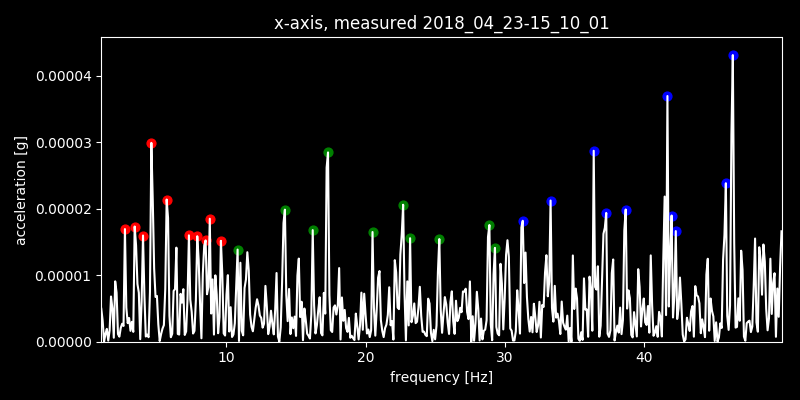 x-axis, measured 2018_04_23-15_10_01
0.00004
0.00003
0.00002
0.00001
0.00000
acceleration [g]
10 20 30 40
frequency [Hz]